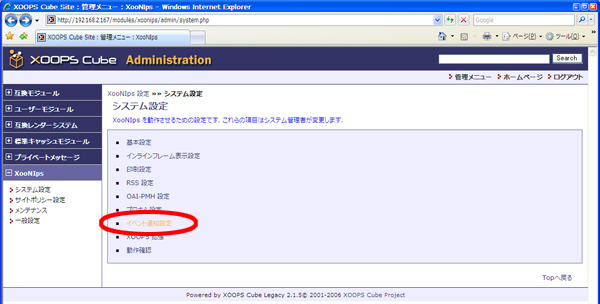 XOOPS Cube Site : 管理メニュー : XooNIps - Windows Internet Explorer
http://192.168.2.167/modules/xoonips/admin/system.php
Google
XOOPS Cube Site : 管理メニュー : XooNIps
ページ(P)
ツール(O)
XOOPS Cube Administration
Search
管理メニュー ホームページ ログアウト
互換モジュール
ユーザーモジュール
互換レンダーシステム
標準キャッシュモジュール
プライベートメッセージ
XooNIps
システム設定
サイトポリシー設定
メンテナンス
一般設定
XooNIps 設定 »» システム設定
システム設定
XooNIps を動作させるための設定です. これらの項目はシステム管理者が変更します.
基本設定
インラインフレーム表示設定
印刷設定
RSS 設定
OAI-PMH 設定
イベント通知設定
XOOPS 拡張
動作確認
Topへ戻る
Powered by XOOPS Cube Legacy 2.1.5© 2001-2006 XOOPS Cube Project